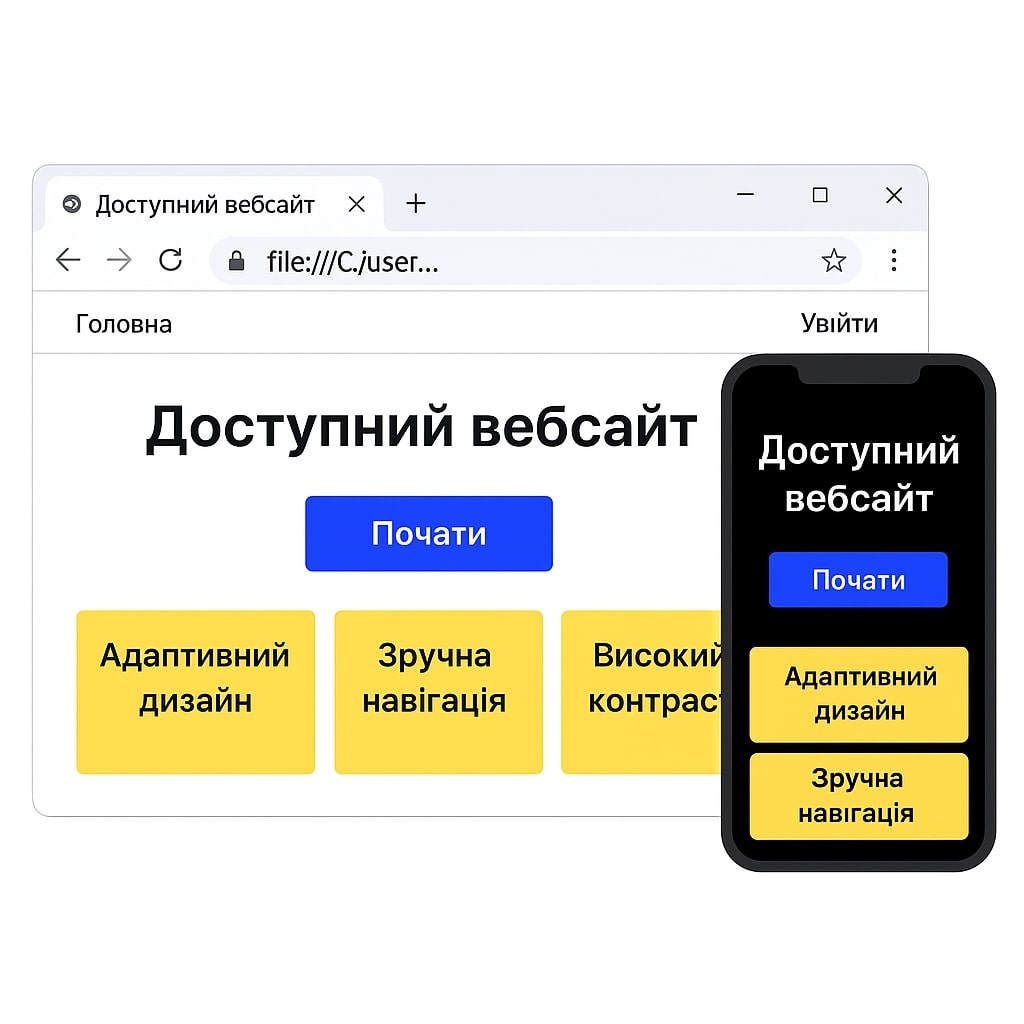 Доступний вебсайт
file:///C./user...
Головна
Увійти
Доступний вебсайт
Почати
Адаптивний
дизайн
Зручна
навігація
Високий
контраст
Доступний
вебсайт
Почати
Адаптивний
дизайн
Зручна
навігація